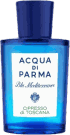 ACQUA
DI
PARMA
Blu Mediterraneo
CIPRESSO
DI TOSCANA